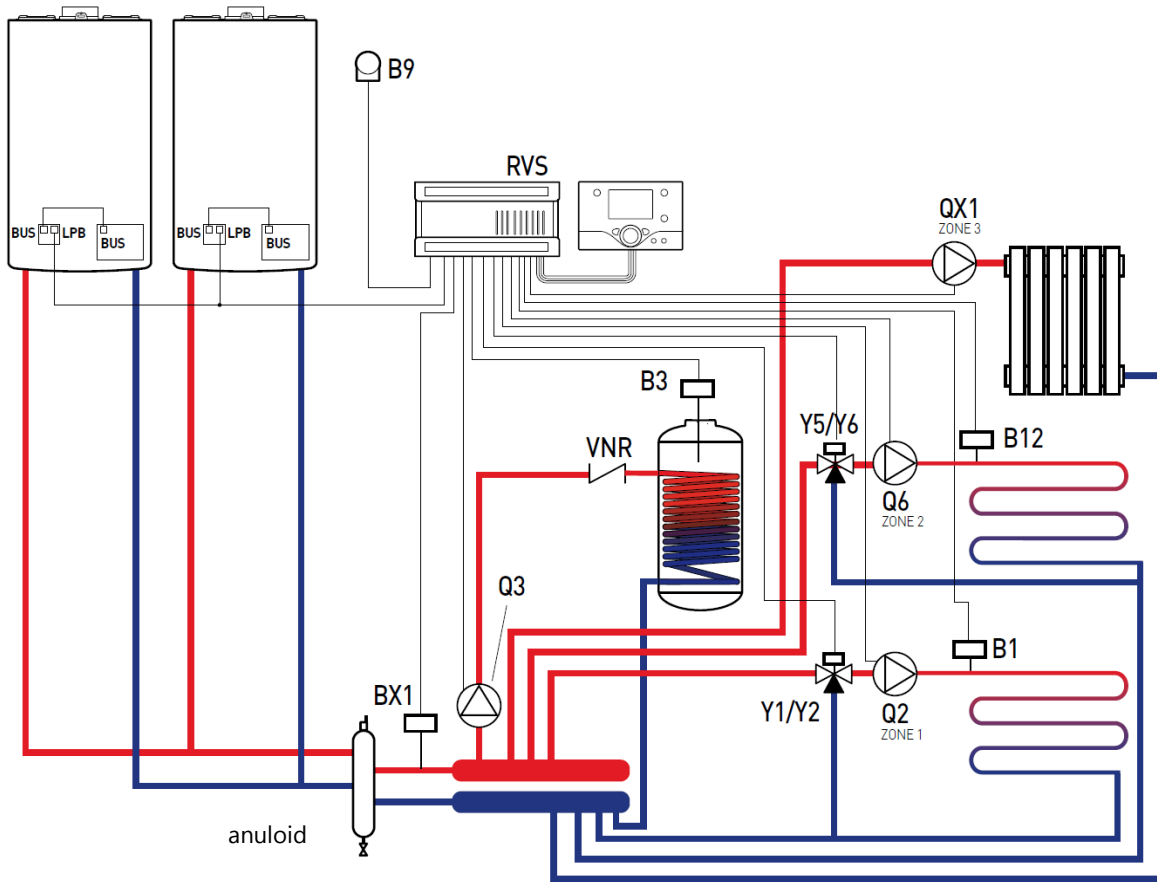 B9
RVS
QX1
ZONE 3
BUS
LPB
BUS
BUS
LPB
BUS
B3
Y5/Y6
B12
VNR
Q6
ZONE 2
Q3
B1
BX1
Y1/Y2
Q2
ZONE 1
anuloid